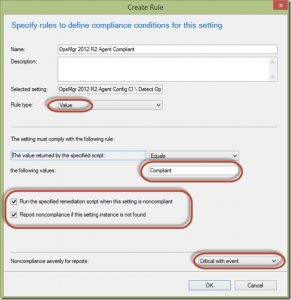 Create Rule
Specify rules to define compliance conditions for this setting
Name:
OpsMgr 2012 R2 Agent Compliant
Description:
Selected setting:
OpsMgr 2012 R2 Agent Config CI \ Detect Op
Rule type:
Value
The setting must comply with the following rule:
The value returned by the specified script:
Equals
the following values:
Compliant
Run the specified remediation script when this setting is noncompliant
Report noncompliance if this setting instance is not found
Noncompliance severity for reports:
Critical with event
OK
Cancel